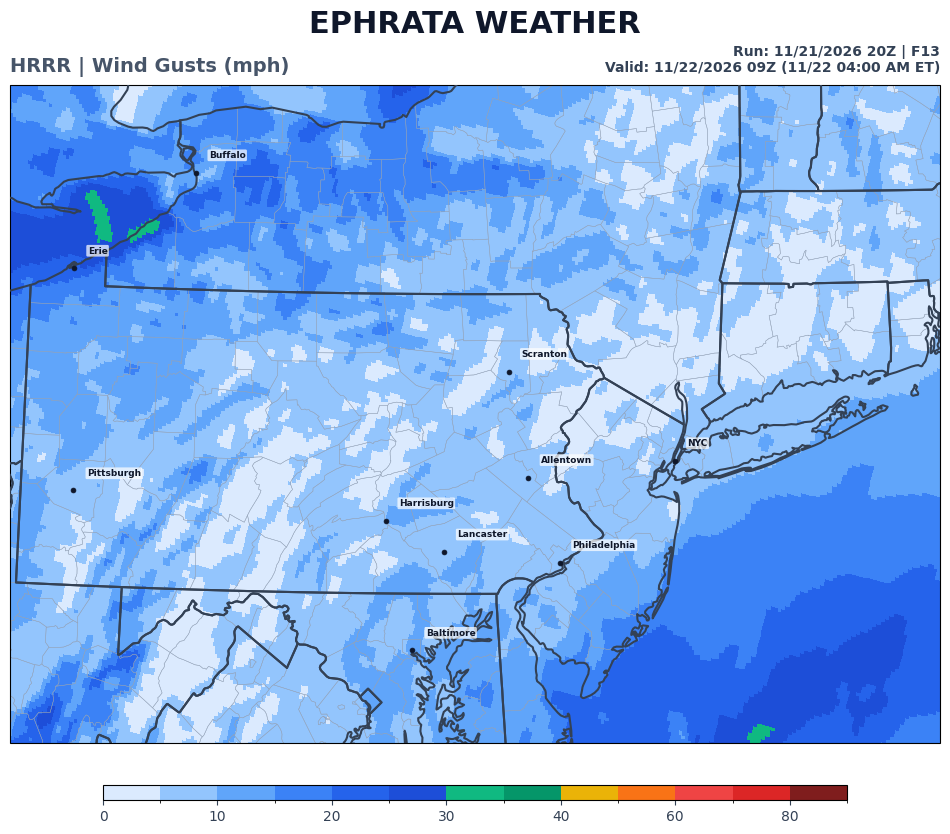 EPHRATA WEATHER
HRRR | Wind Gusts (mph)
Run: 11/21/2026 20Z | F13
Valid: 11/22/2026 09Z (11/22 04:00 AM ET)
Buffalo
Erie
Scranton
NYC
Allentown
Pittsburgh
Harrisburg
Lancaster
Philadelphia
Baltimore
0 10 20 30 40 50 60 70 80